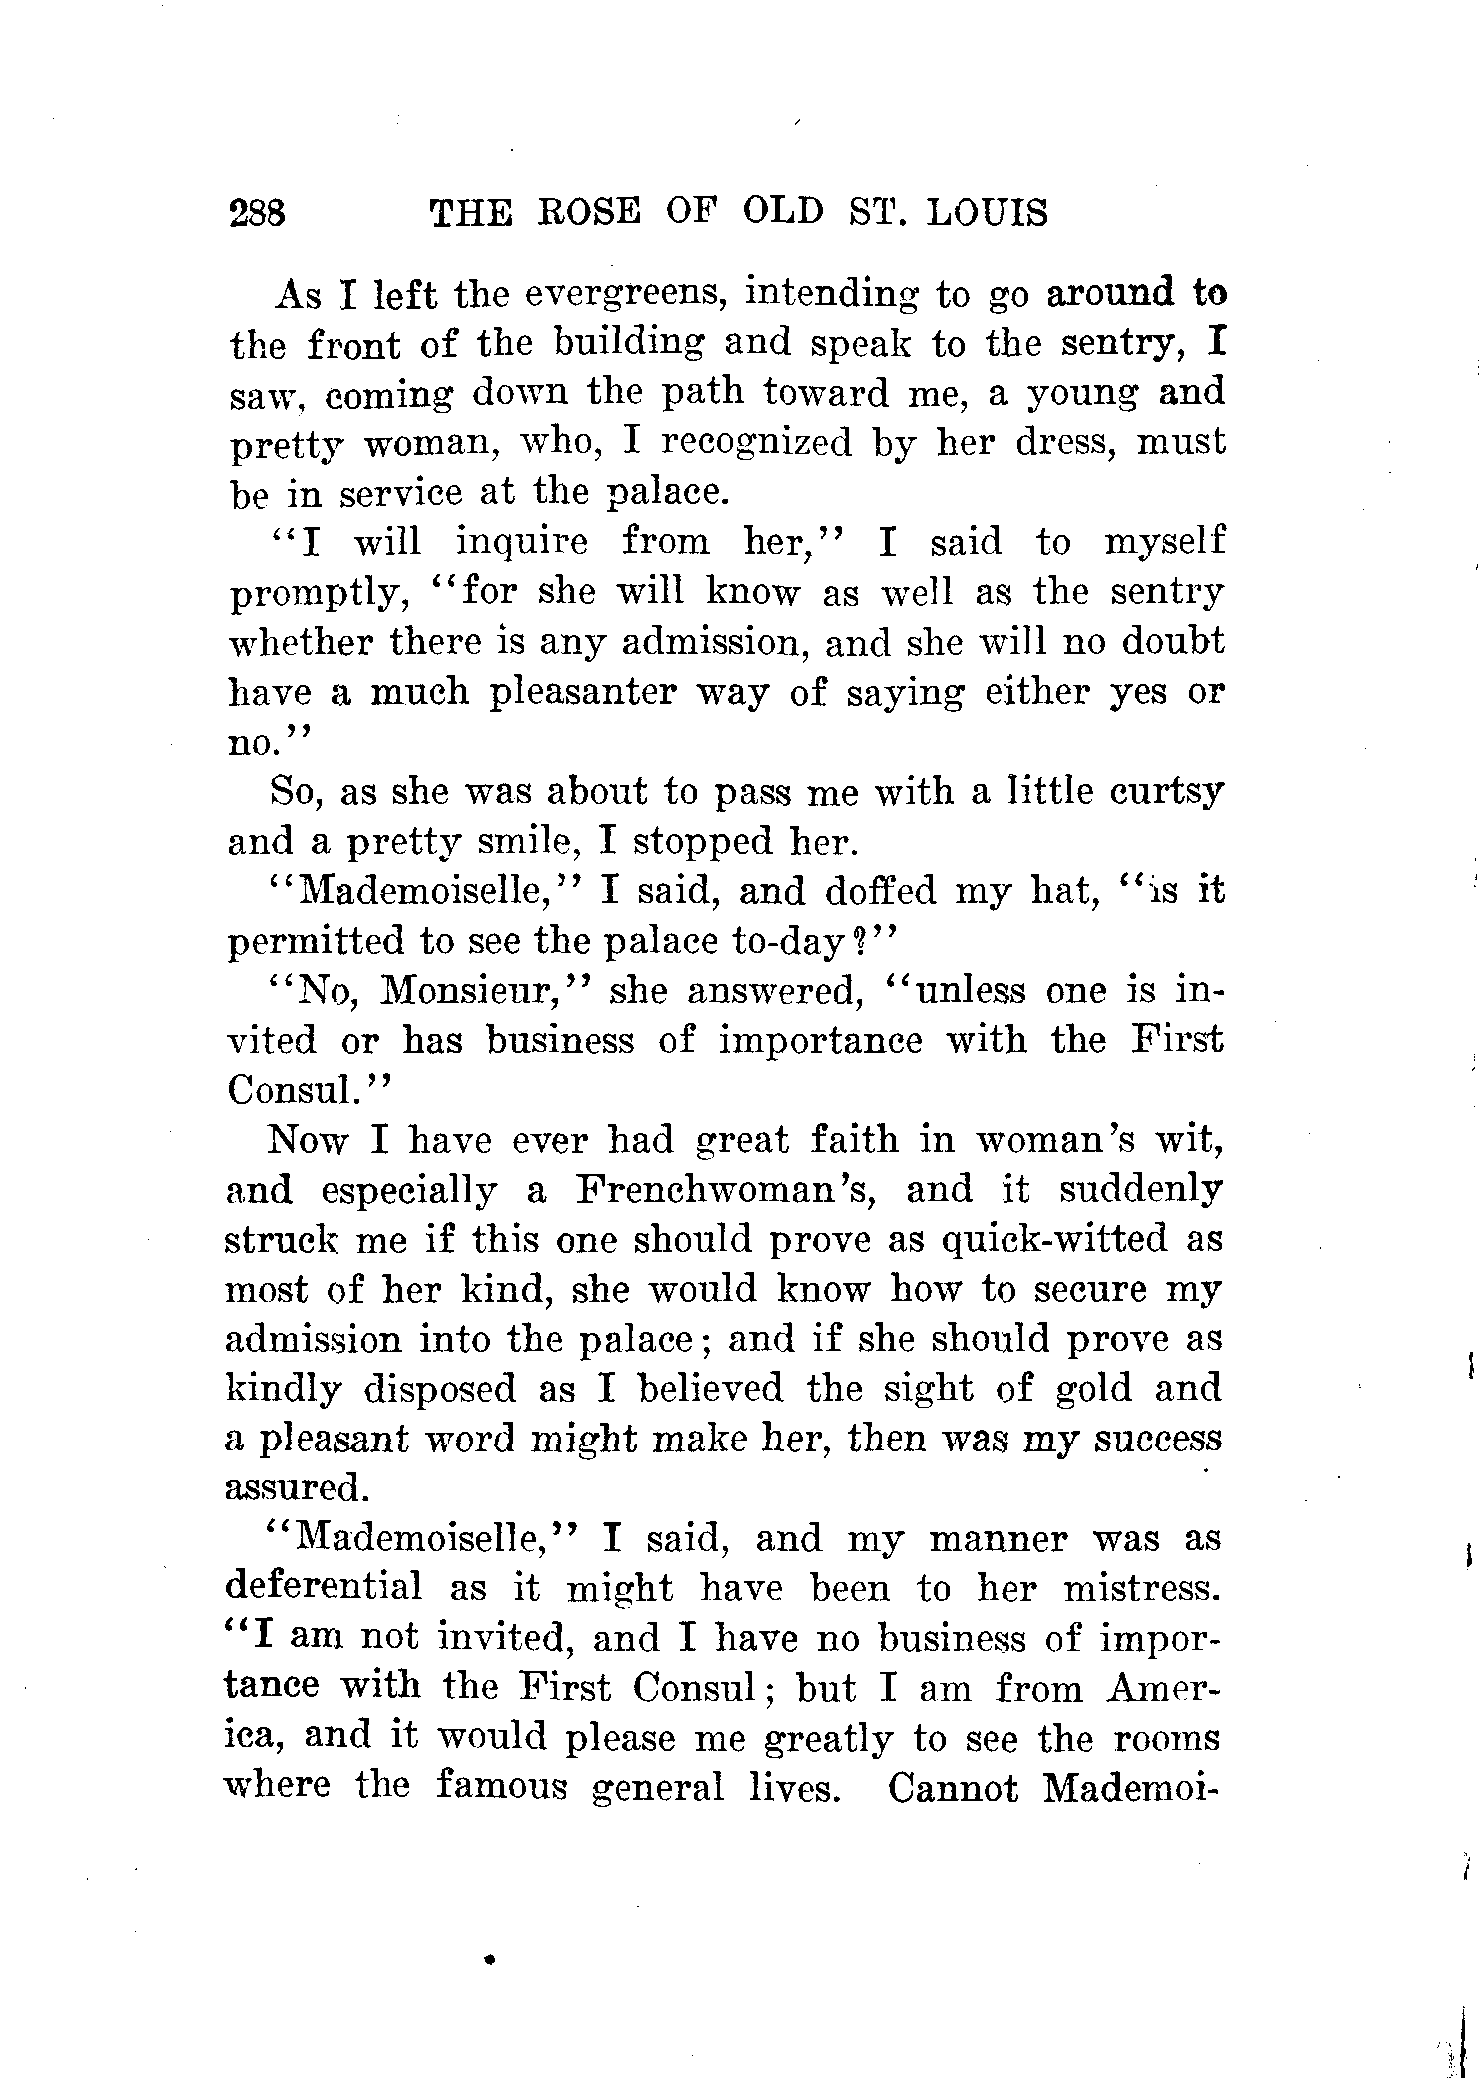 288 THE ROSE OF OLD ST. LOUIS
As I left the evergreens, intending to go around to
the front of the building and speak to the sentry, I
saw, coming down the path toward me, a young and
pretty woman, who, I recognized by her dress, must
be in service at the palace.
"I will inquire from her," I said to myself
promptly, "for she will know as well as the sentry
whether there is any admission, and she will no doubt
have a much pleasanter way of saying either yes or
no."
So, as she was about to pass me with a little curtsy
and a pretty smile, I stopped her.
"Mademoiselle," I said, and doffed my hat, "is it
permitted to see the palace to-day?"
"No, Monsieur," she answered, "unless one is in-
vited or has business of importance with the First
Consul."
Now I have ever had great faith in woman's wit,
and especially a Frenchwoman's, and it suddenly
struck me if this one should prove as quick-witted as
most of her kind, she would know how to secure my
admission into the palace; and if she should prove as
kindly disposed as I believed the sight of gold and
a pleasant word might make her, then was my success
assured.
"Mademoiselle," I said, and my manner was as
deferential as it might have been to her mistress.
"I am not invited, and I have no business of impor-
tance with the First Consul; but I am from Amer-
ica, and it would please me greatly to see the rooms
where the famous general lives. Cannot Mademoi-